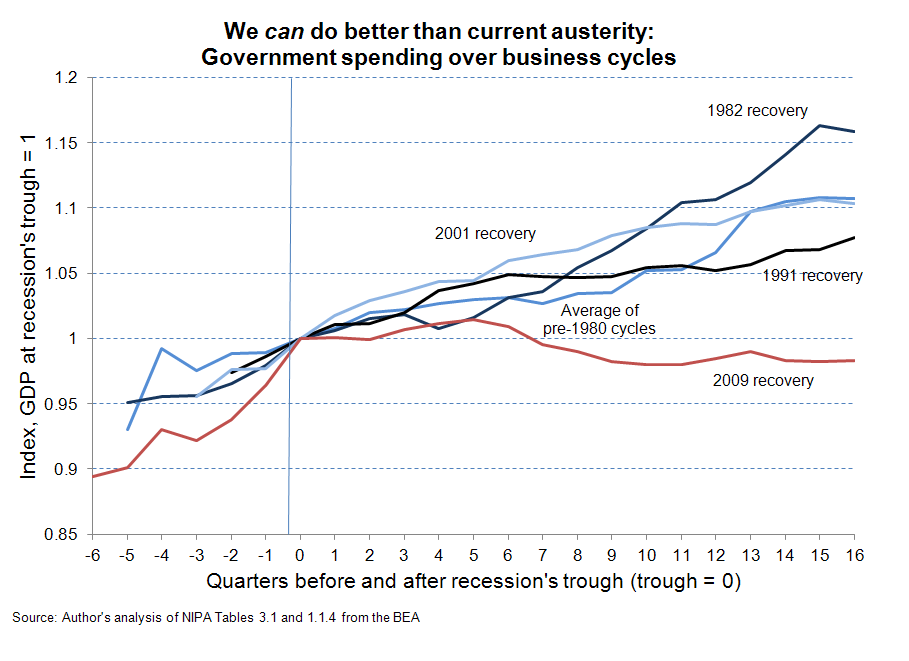 We can do better than current austerity:
Government spending over business cycles
Index, GDP at recession's trough = 1
1.2
1.15
1.1
1.05
1
0.95
0.9
0.85
1982 recovery
2001 recovery
1991 recovery
Average of
pre-1980 cycles
2009 recovery
-6 -5 -4 -3 -2 -1 0 1 2 3 4 5 6 7 8 9 10 11 12 13 14 15 16
Quarters before and after recession's trough (trough = 0)
Source: Author's analysis of NIPA Tables 3.1 and 1.1.4 from the BEA